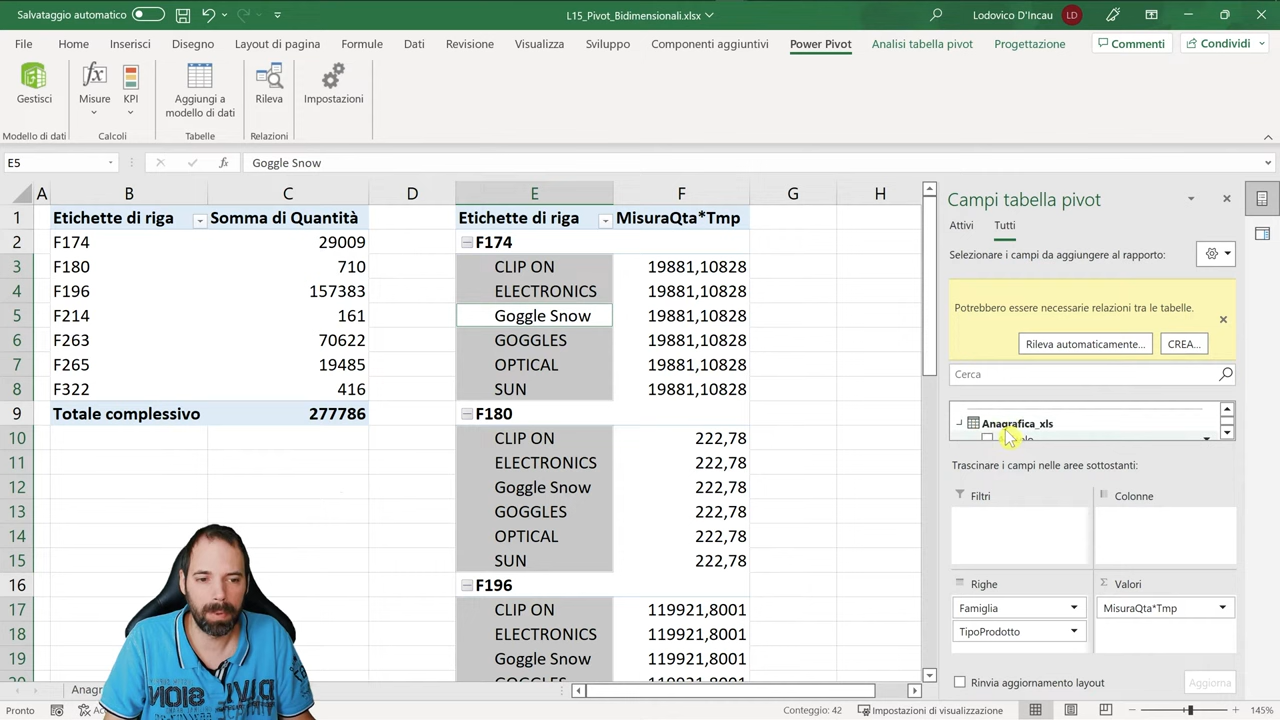 Salvataggio automatico
L15_Pivot_Bidimensionali.xlsx
Lodovico D'Incau
LD
File
Home
Inserisci
Disegno
Layout di pagina
Formule
Dati
Revisione
Visualizza
Sviluppo
Componenti aggiuntivi
Power Pivot
Analisi tabella pivot
Progettazione
Commenti
Condividi
Gestisci
Misure
KPI
Aggiungi a
modello di dati
Rileva
Impostazioni
Modello di dati
Calcoli
Tabelle
Relazioni
E5
fx
Goggle Snow
A B C D E F G H
1 Etichette di riga Somma di Quantità Etichette di riga MisuraQta*Tmp
2 F174 29009 F174
3 F180 710 CLIP ON 19881,10828
4 F196 157383 ELECTRONICS 19881,10828
5 F214 161 Goggle Snow 19881,10828
6 F263 70622 GOGGLES 19881,10828
7 F265 19485 OPTICAL 19881,10828
8 F322 416 SUN 19881,10828
9 Totale complessivo 277786 F180
10 CLIP ON 222,78
11 ELECTRONICS 222,78
12 Goggle Snow 222,78
13 GOGGLES 222,78
14 OPTICAL 222,78
15 SUN 222,78
16 F196
17 CLIP ON 119921,8001
18 ELECTRONICS 119921,8001
19 Goggle Snow 119921,8001
Campi tabella pivot
Attivi
Tutti
Selezionare i campi da aggiungere al rapporto:
Potrebbero essere necessarie relazioni tra le tabelle.
Rileva automaticamente...
CREA...
Cerca
Anagrafica_xls
Trascinare i campi nelle aree sottostanti:
Filtri
Colonne
Righe
Valori
Famiglia
MisuraQta*Tmp
TipoProdotto
Rinvia aggiornamento layout
Aggiorna
Pronto
Conteggio: 42
Impostazioni di visualizzazione
145%